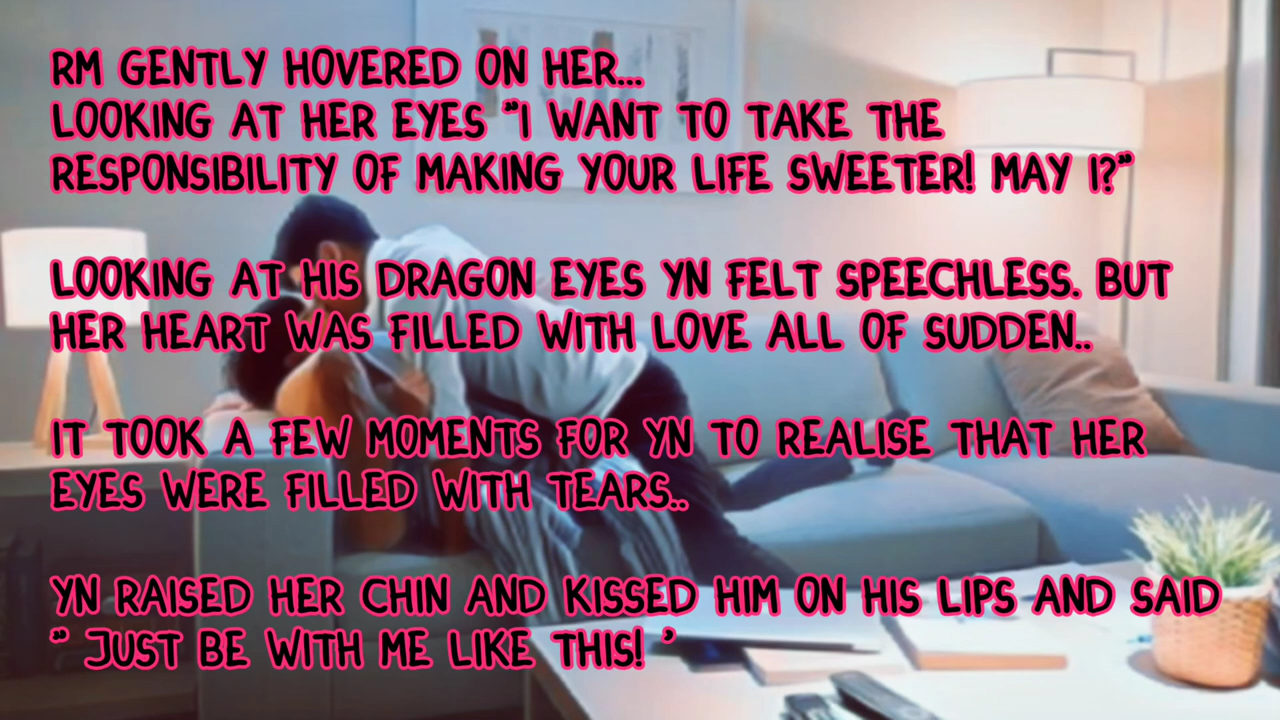 RM GENTLY HOVERED ON HER...
LOOKING AT HER EYES "I WANT TO TAKE THE
RESPONSIBILITY OF MAKING YOUR LIFE SWEETER! MAY I?"
LOOKING AT HIS DRAGON EYES YN FELT SPEECHLESS. BUT
HER HEART WAS FILLED WITH LOVE ALL OF SUDDEN..
IT TOOK A FEW MOMENTS FOR YN TO REALISE THAT HER
EYES WERE FILLED WITH TEARS..
YN RAISED HER CHIN AND KISSED HIM ON HIS LIPS AND SAID
" JUST BE WITH ME LIKE THIS! '